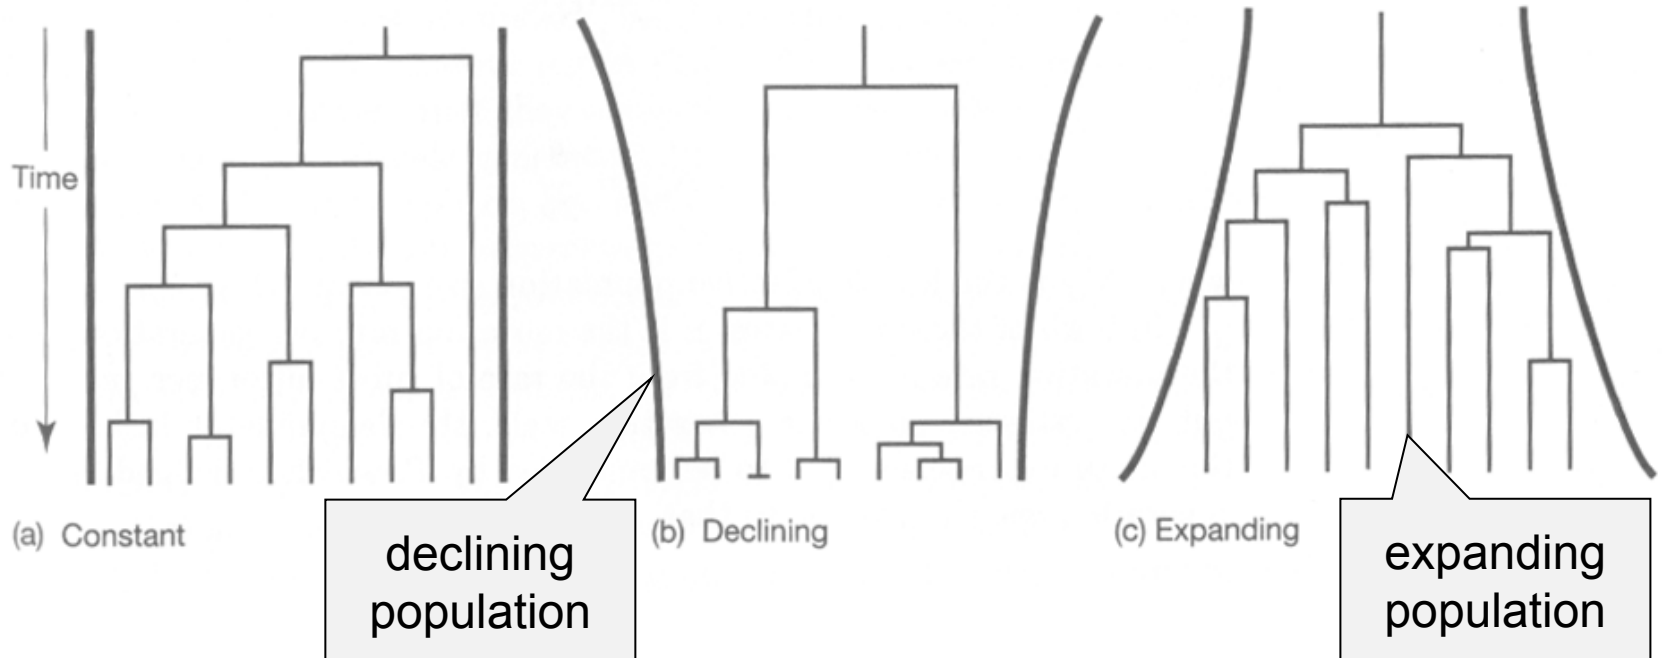 Time
(a) Constant
(b) Declining
(c) Expanding
declining
population
expanding
population